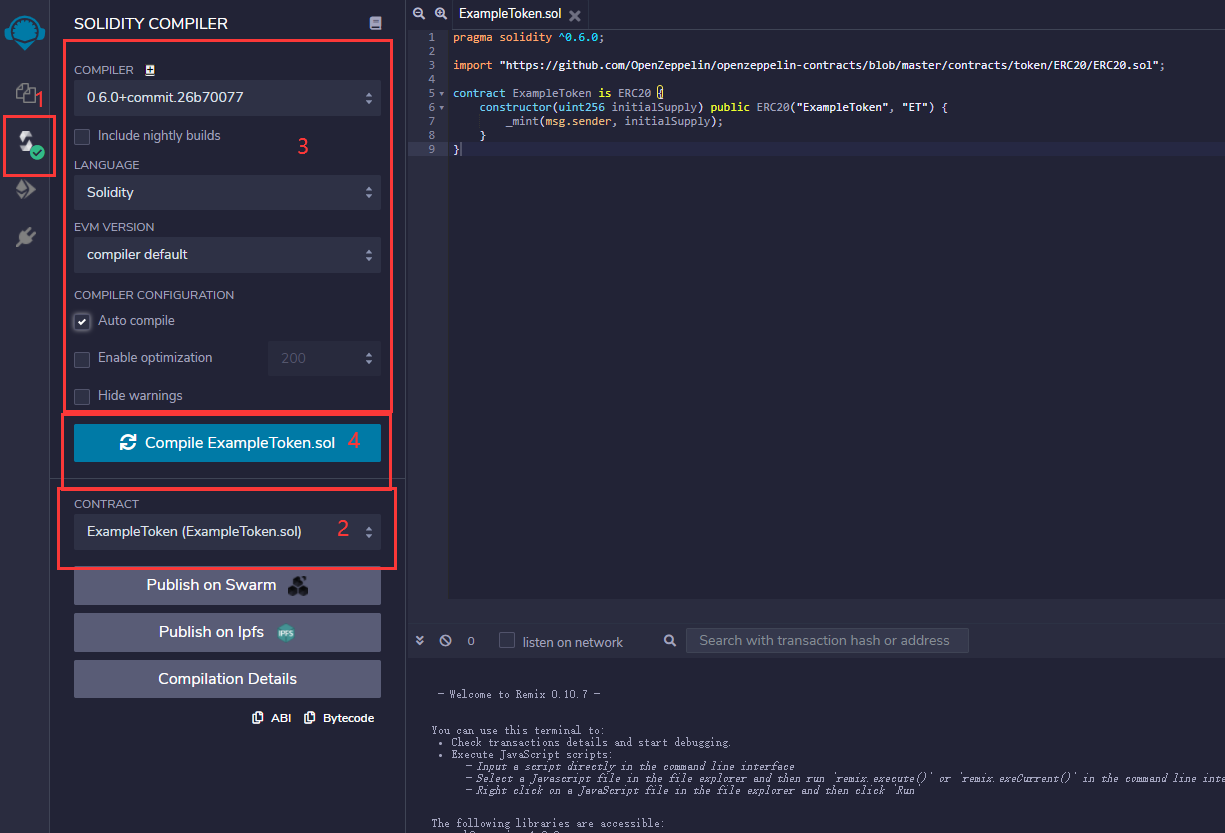 SOLIDITY COMPILER
1
COMPILER
0.6.0+commit.26b70077
Include nightly builds
3
LANGUAGE
Solidity
EVM VERSION
compiler default
COMPILER CONFIGURATION
Auto compile
Enable optimization
200
Hide warnings
Compile ExampleToken.sol 4
CONTRACT
ExampleToken (ExampleToken.sol) 2
Publish on Swarm
Publish on Ipfs IPFS
Compilation Details
ABI Bytecode
ExampleToken.sol
1 pragma solidity ^0.6.0;
2
3 import "https://github.com/OpenZeppelin/openzeppelin-contracts/blob/master/contracts/token/ERC20/ERC20.sol";
4
5 contract ExampleToken is ERC20 {
6 constructor(uint256 initialSupply) public ERC20("ExampleToken", "ET") {
7 _mint(msg.sender, initialSupply);
8 }
9 }
0 listen on network Search with transaction hash or address
- Welcome to Remix 0.10.7 -
You can use this terminal to:
• Check transactions details and start debugging.
• Execute JavaScript scripts:
- Input a script directly in the command line interface
- Select a Javascript file in the file explorer and then run `remix.execute()` or `remix.exeCurrent()` in the command line inte
- Right click on a JavaScript file in the file explorer and then click `Run`
The following libraries are accessible: